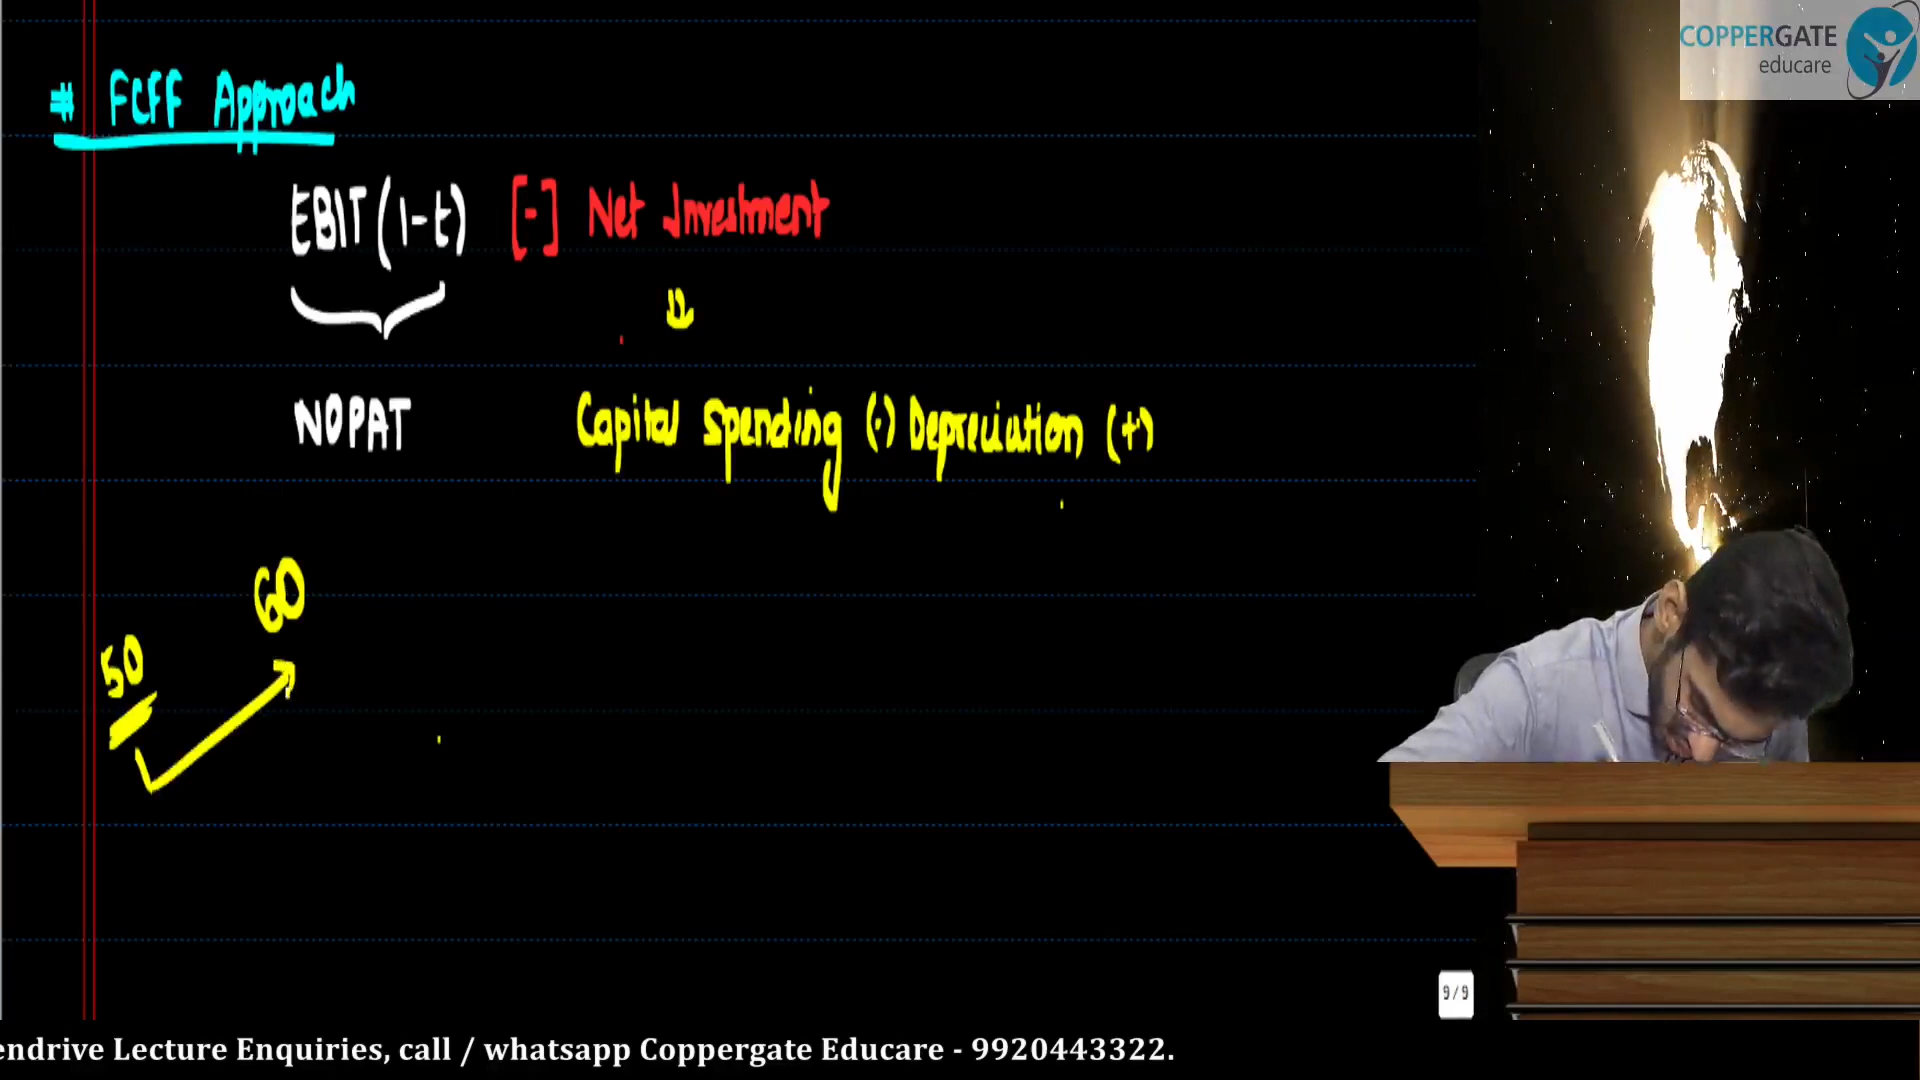 COPPERGATE
educare
# FCFF Approach
EBIT (1-t) [-] Net Investment
NOPAT Capital spending (-) Depreciation (+)
60
50
9/9
endrive Lecture Enquiries, call / whatsapp Coppergate Educare - 9920443322.